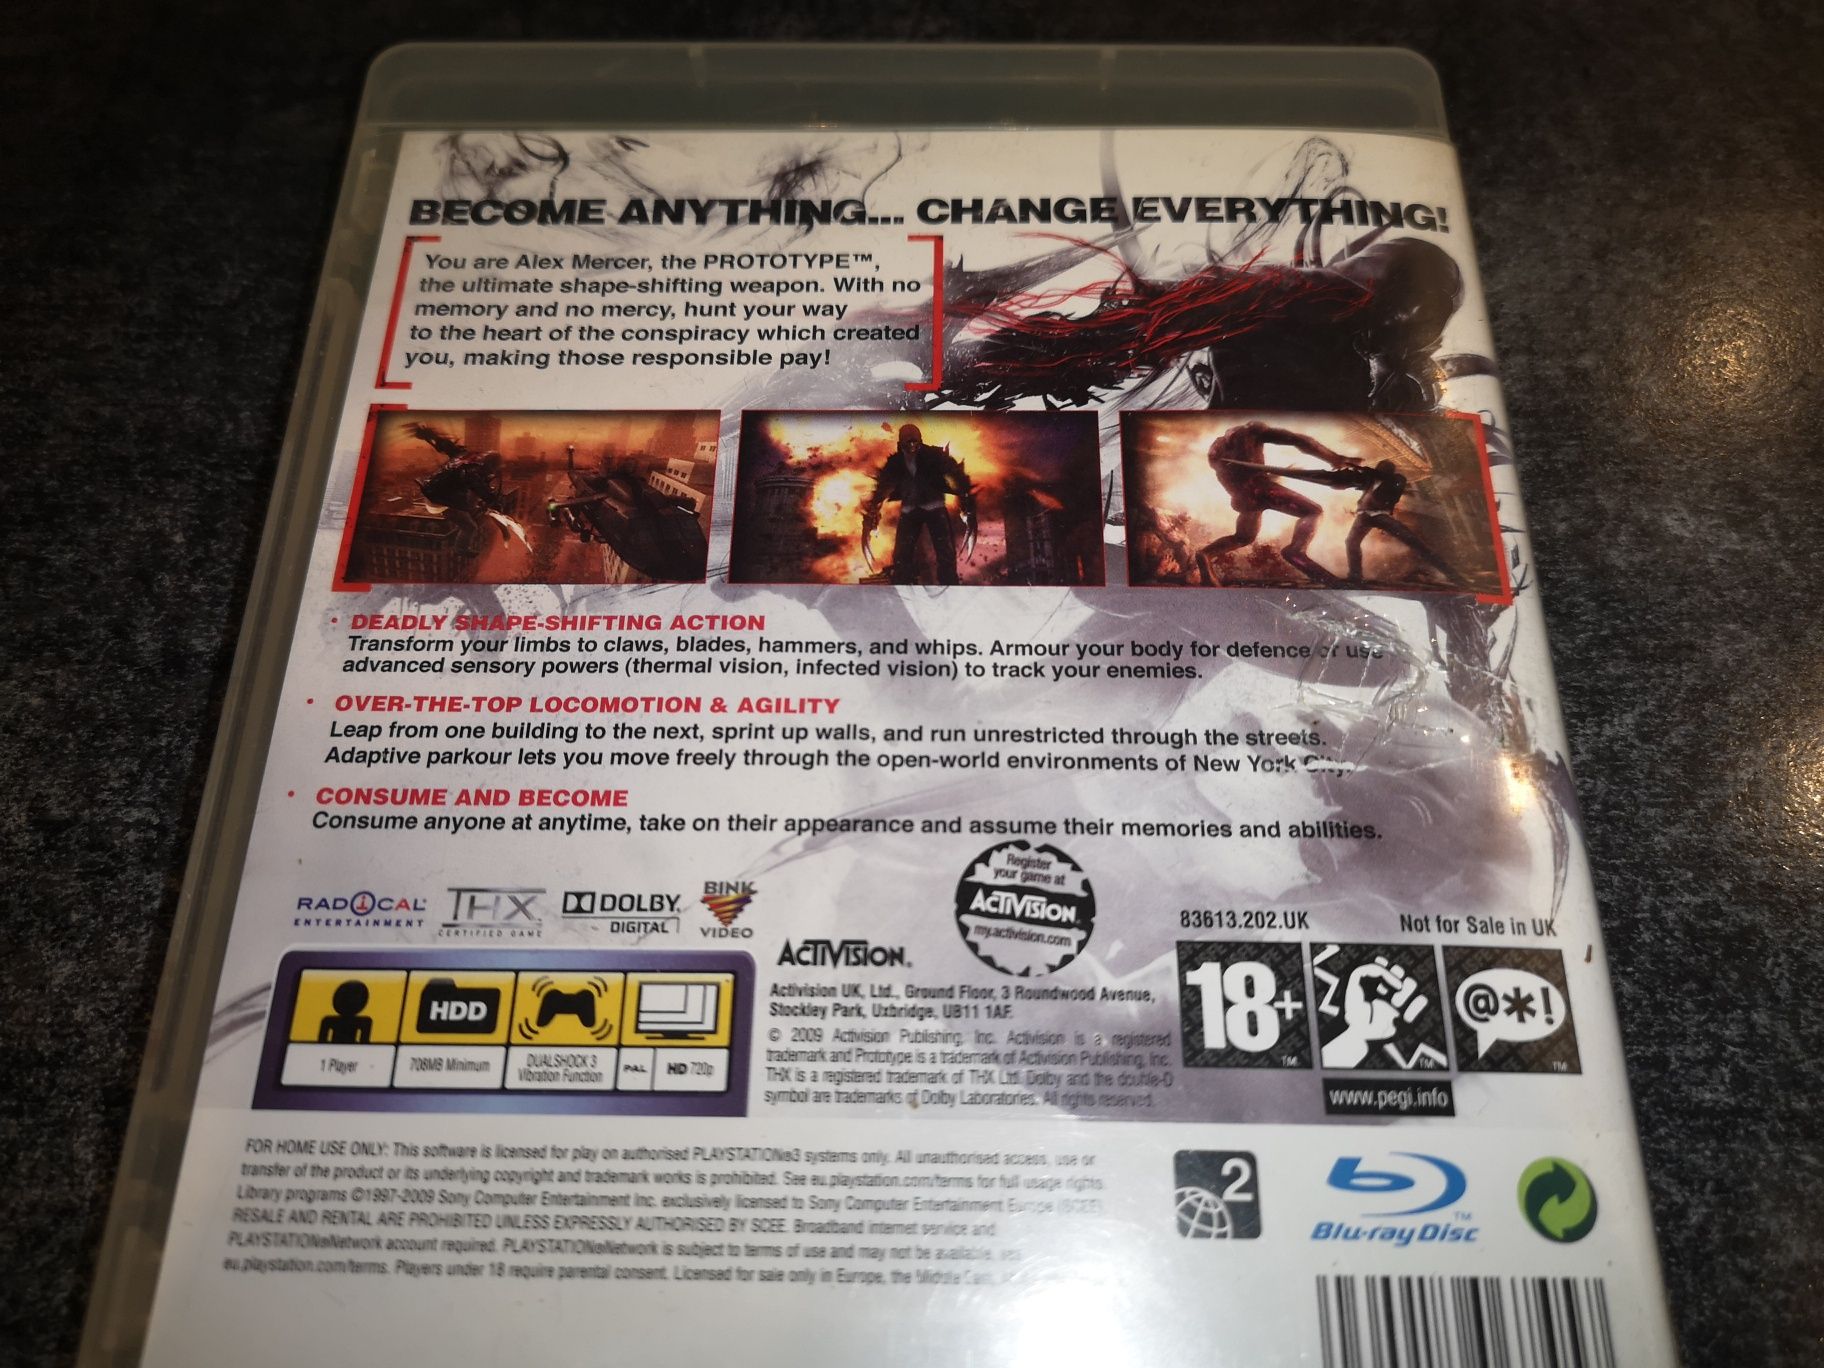 BECOME ANYTHING... CHANGE EVERYTHING!
You are Alex Mercer, the PROTOTYPE™,
the ultimate shape-shifting weapon. With no
memory and no mercy, hunt your way
to the heart of the conspiracy which created
you, making those responsible pay!
• DEADLY SHAPE-SHIFTING ACTION
Transform your limbs to claws, blades, hammers, and whips. Armour your body for defence or use
advanced sensory powers (thermal vision, infected vision) to track your enemies.
• OVER-THE-TOP LOCOMOTION & AGILITY
Leap from one building to the next, sprint up walls, and run unrestricted through the streets.
Adaptive parkour lets you move freely through the open-world environments of New York City.
• CONSUME AND BECOME
Consume anyone at anytime, take on their appearance and assume their memories and abilities.
RADICAL
ENTERTAINMENT
THX
CERTIFIED GAME
DOLBY
DIGITAL
BINK
VIDEO
ACTIVISION.
Register
your game at
ACTIVISION
my.activision.com
83613.202.UK
Not for Sale in UK
HDD
1 Player
708MB Minimum
DUALSHOCK 3
Vibration Function
PAL
HD 720p
Activision UK, Ltd., Ground Floor, 3 Roundwood Avenue,
Stockley Park, Uxbridge, UB11 1AF.
© 2009 Activision Publishing, Inc. Activision is a registered
trademark and Prototype is a trademark of Activision Publishing, Inc.
THX is a registered trademark of THX Ltd. Dolby and the double-D
symbol are trademarks of Dolby Laboratories. All rights reserved.
18+™
™
@*!
™
www.pegi.info
FOR HOME USE ONLY: This software is licensed for play on authorised PLAYSTATION®3 systems only. All unauthorised access, use or
transfer of the product or its underlying copyright and trademark works is prohibited. See eu.playstation.com/terms for full usage rights.
Library programs ©1997-2009 Sony Computer Entertainment Inc. exclusively licensed to Sony Computer Entertainment Europe (SCEE).
RESALE AND RENTAL ARE PROHIBITED UNLESS EXPRESSLY AUTHORISED BY SCEE. Broadband internet service and
PLAYSTATION®Network account required. PLAYSTATION®Network is subject to terms of use and may not be available
eu.playstation.com/terms. Players under 18 require parental consent. Licensed for sale only in Europe, the Middle East,
2
Blu-ray Disc™